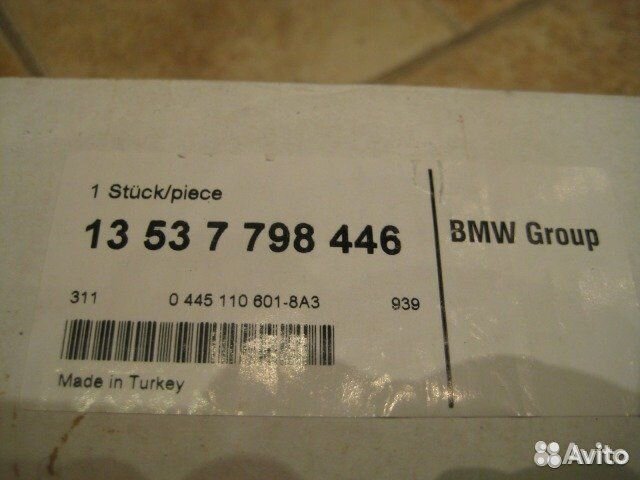 1 Stück/piece
13 53 7 798 446
BMW Group
311 0 445 110 601-8A3 939
Made in Turkey
Avito